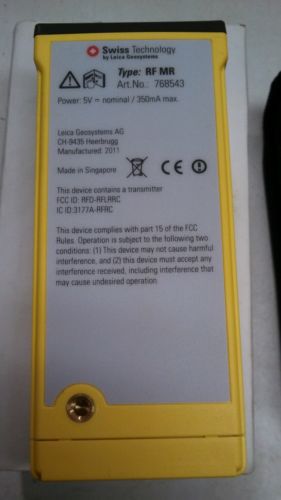 Swiss Technology
by Leica Geosystems
Type: RF MR
Art.No.: 768543
Power: 5V = nominal / 350mA max.
Leica Geosystems AG
CH-9435 Heerbrugg
Manufactured: 2011
Made in Singapore
This device contains a transmitter
FCC ID: RFD-RFLRRC
IC ID:3177A-RFRC
This device complies with part 15 of the FCC
Rules. Operation is subject to the following two
conditions: (1) This device may not cause harmful
interference, and (2) this device must accept any
interference received, including interference that
may cause undesired operation.